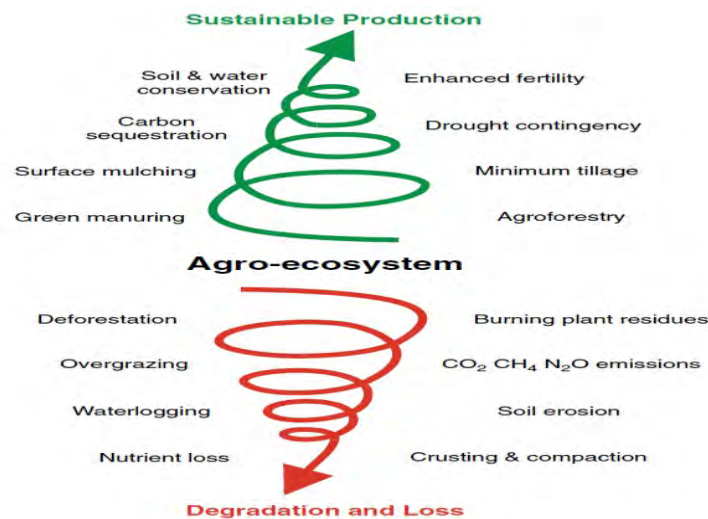 Sustainable Production
Soil & water
conservation
Enhanced fertility
Carbon
sequestration
Drought contingency
Surface mulching
Minimum tillage
Green manuring
Agroforestry
Agro-ecosystem
Deforestation
Burning plant residues
Overgrazing
CO₂ CH₄ N₂O emissions
Waterlogging
Soil erosion
Nutrient loss
Crusting & compaction
Degradation and Loss